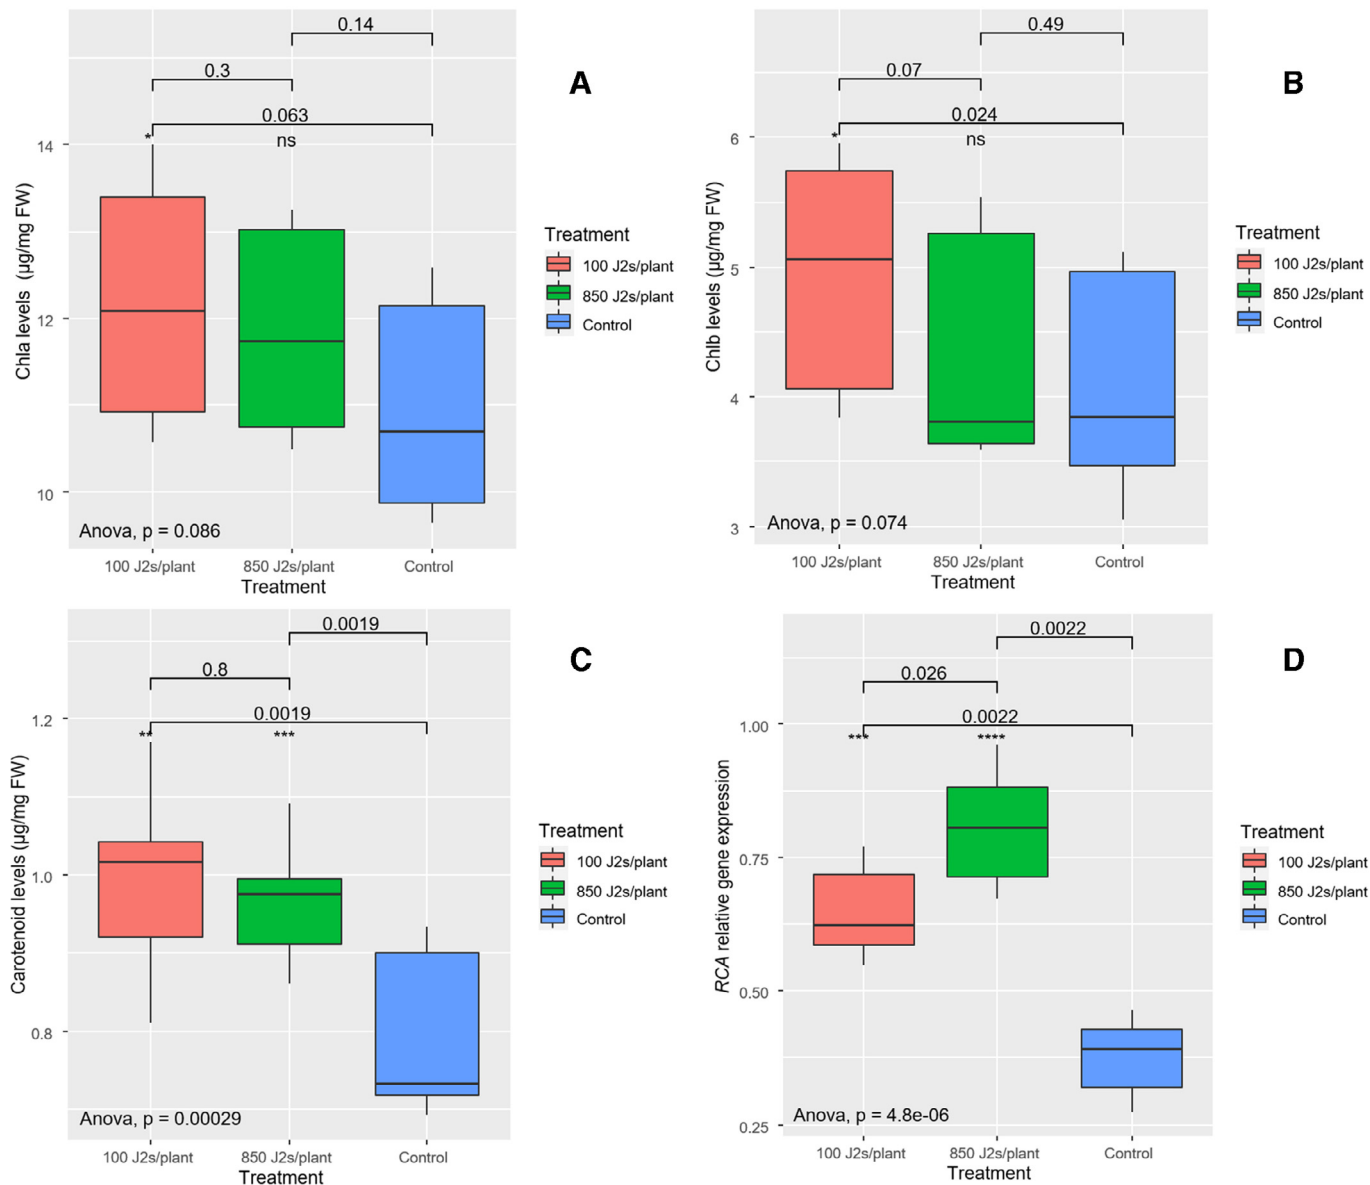 0.14
0.3
A
0.063
*
ns
14
12
10
Chla levels (µg/mg FW)
Treatment
100 J2s/plant
850 J2s/plant
Control
Anova, p = 0.086
100 J2s/plant 850 J2s/plant Control
Treatment
0.49
0.07
B
0.024
*
ns
6
5
4
3
Chlb levels (µg/mg FW)
Treatment
100 J2s/plant
850 J2s/plant
Control
Anova, p = 0.074
100 J2s/plant 850 J2s/plant Control
Treatment
0.0019
0.8
C
0.0019
** ***
1.2
1.0
0.8
Carotenoid levels (µg/mg FW)
Treatment
100 J2s/plant
850 J2s/plant
Control
Anova, p = 0.00029
100 J2s/plant 850 J2s/plant Control
Treatment
0.0022
0.026
D
0.0022
*** ****
1.00
0.75
0.50
0.25
RCA relative gene expression
Treatment
100 J2s/plant
850 J2s/plant
Control
Anova, p = 4.8e-06
100 J2s/plant 850 J2s/plant Control
Treatment